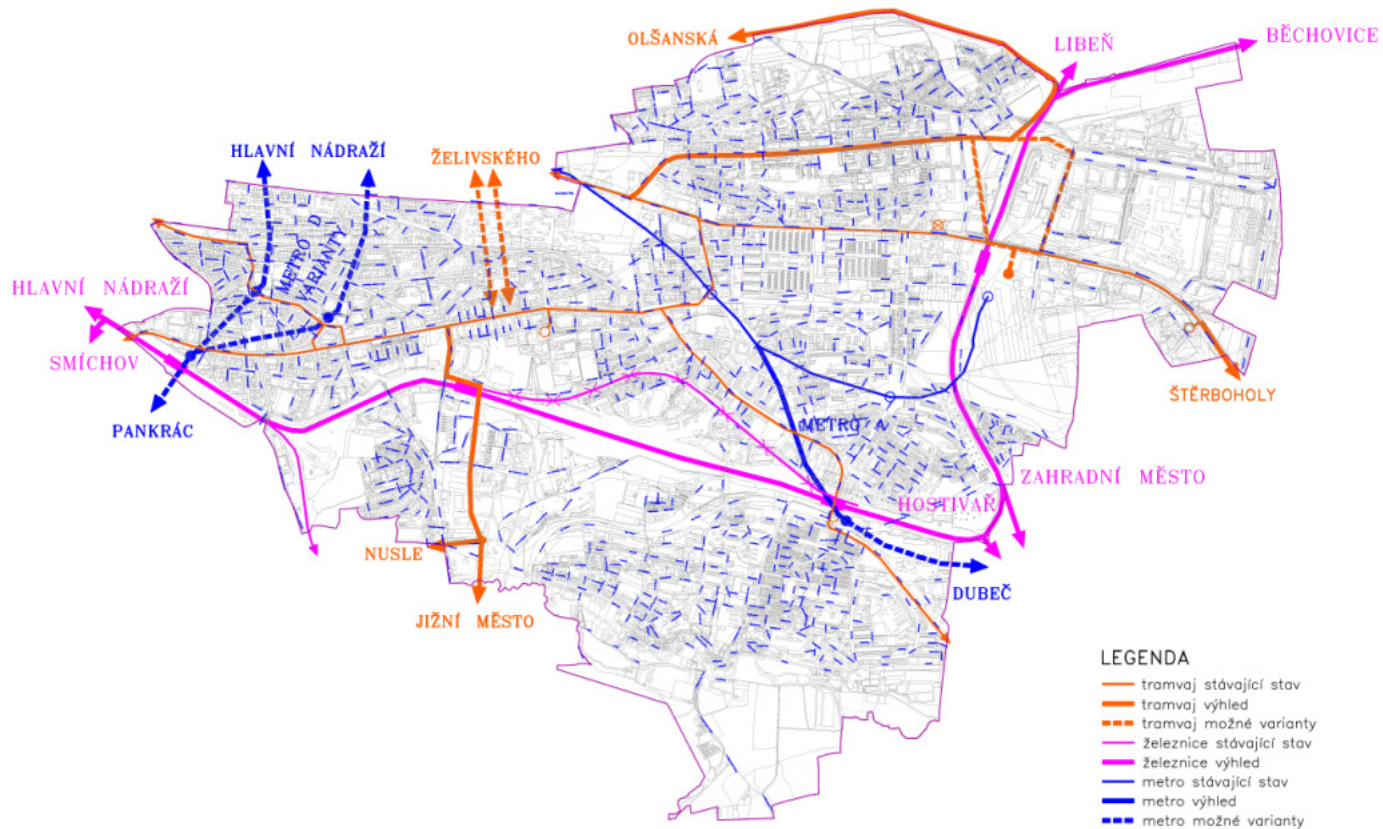 OLŠANSKÁ
LIBEŇ
BĚCHOVICE
HLAVNÍ NÁDRAŽÍ
ŽELIVSKÉHO
METRO D
VARIANTY
HLAVNÍ NÁDRAŽÍ
SMÍCHOV
PANKRÁC
ŠTĚRBOHOLY
METRO A
ZAHRADNÍ MĚSTO
HOSTIVAŘ
NUSLE
DUBEČ
JIŽNÍ MĚSTO
LEGENDA
tramvaj stávající stav
tramvaj výhled
tramvaj možné varianty
železnice stávající stav
železnice výhled
metro stávající stav
metro výhled
metro možné varianty